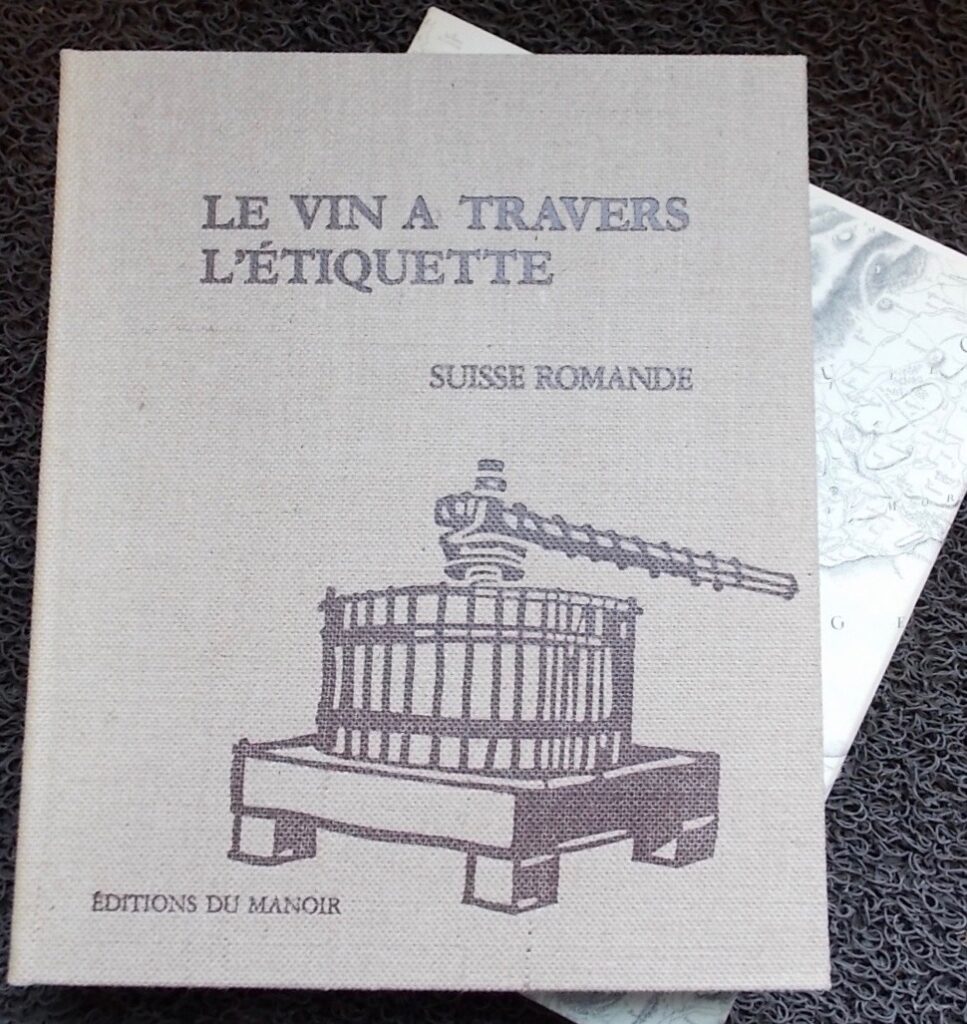 LE VIN A TRAVERS
L'ÉTIQUETTE
SUISSE ROMANDE
ÉDITIONS DU MANOIR